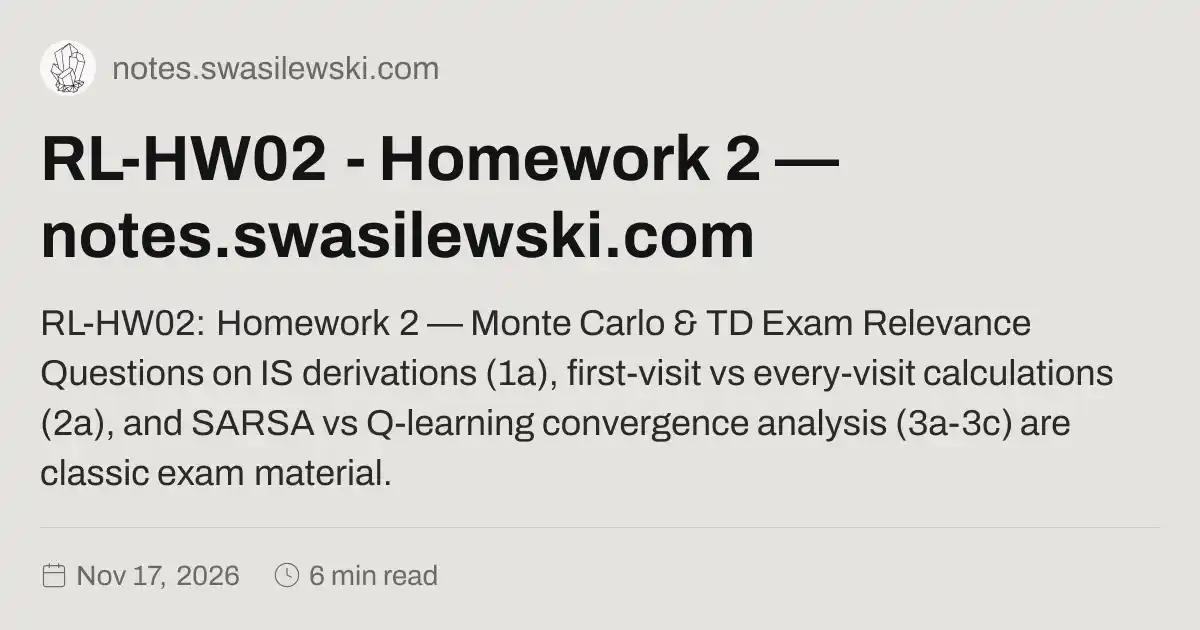 notes.swasilewski.com
RL-HW02 - Homework 2 —
notes.swasilewski.com
RL-HW02: Homework 2 — Monte Carlo & TD Exam Relevance
Questions on IS derivations (1a), first-visit vs every-visit calculations
(2a), and SARSA vs Q-learning convergence analysis (3a-3c) are
classic exam material.
Nov 17, 2026 6 min read